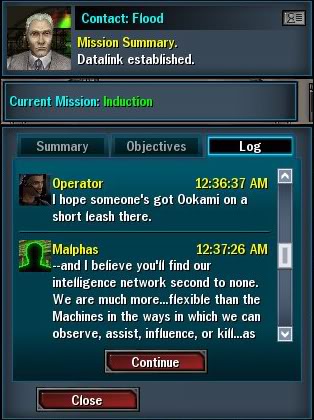 Contact: Flood
Mission Summary.
Datalink established.
Current Mission: Induction
Summary
Objectives
Log
Operator 12:36:37 AM
I hope someone's got Ookami on a
short leash there.
Malphas 12:37:26 AM
--and I believe you'll find our
intelligence network second to none.
We are much more...flexible than the
Machines in the ways in which we can
observe, assist, influence, or kill...as
Continue
Close